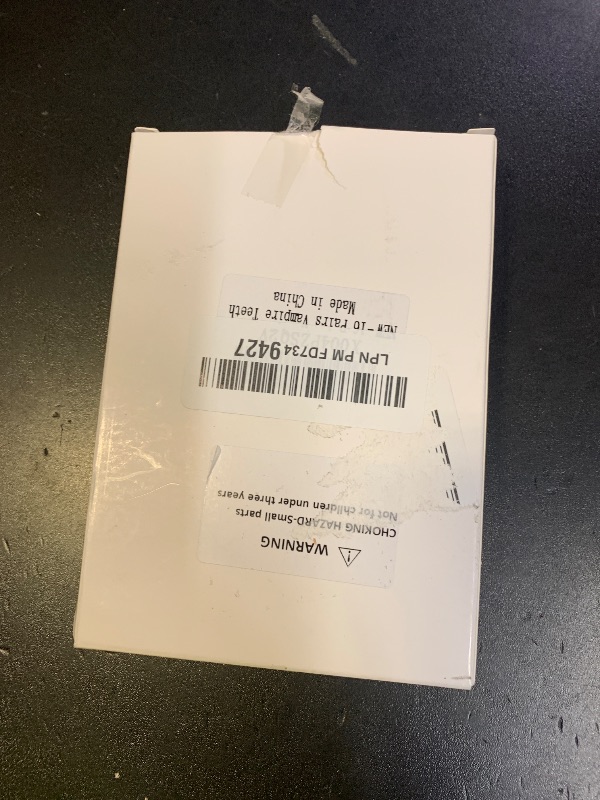 WARNING
CHOKING HAZARD-Small parts.
Not for children under three years
LPN PM FD7349427
New-10 Pairs Vampire Teeth
Made in China